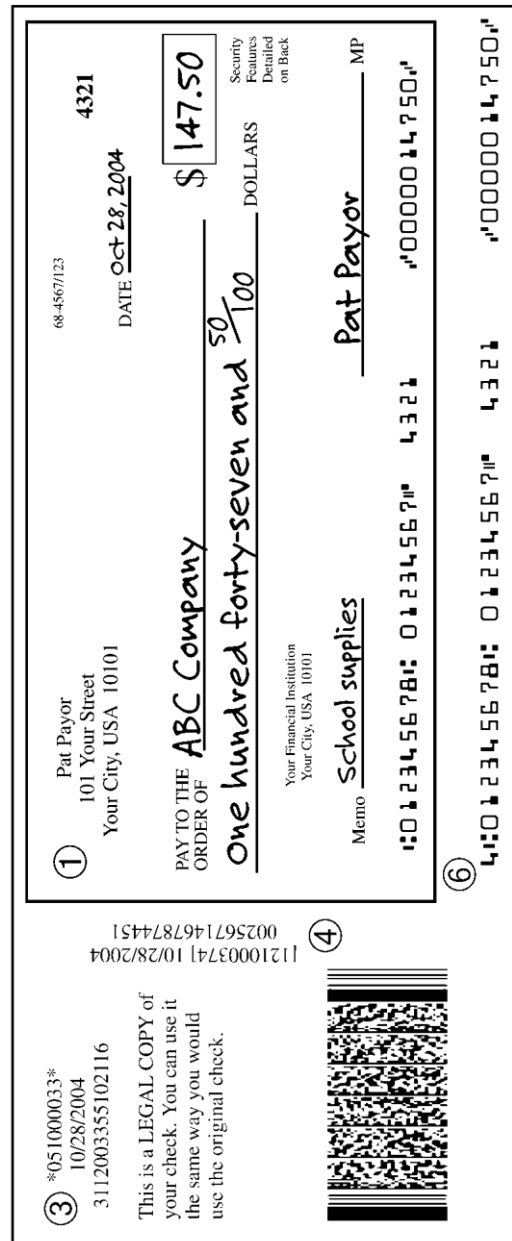 ③ *051000033*
10/28/2004
3112003355102116
This is a LEGAL COPY of
your check. You can use it
the same way you would
use the original check.
[121000374] 10/28/2004
00256714678744​51
④
①
Pat Payor
101 Your Street
Your City, USA 10101
68-4567/123
4321
DATE Oct 28, 2004
PAY TO THE
ORDER OF ABC Company $ 147.50
One hundred forty-seven and 50/100 DOLLARS
Security
Features
Detailed
on Back
Your Financial Institution
Your City, USA 10101
Memo School supplies Pat Payor MP
⑆012345678⑆ 01234567⑈ 4321 ⑇0000014750⑇
⑥
4⑆012345678⑆ 01234567⑈ 4321 ⑇0000014750⑇